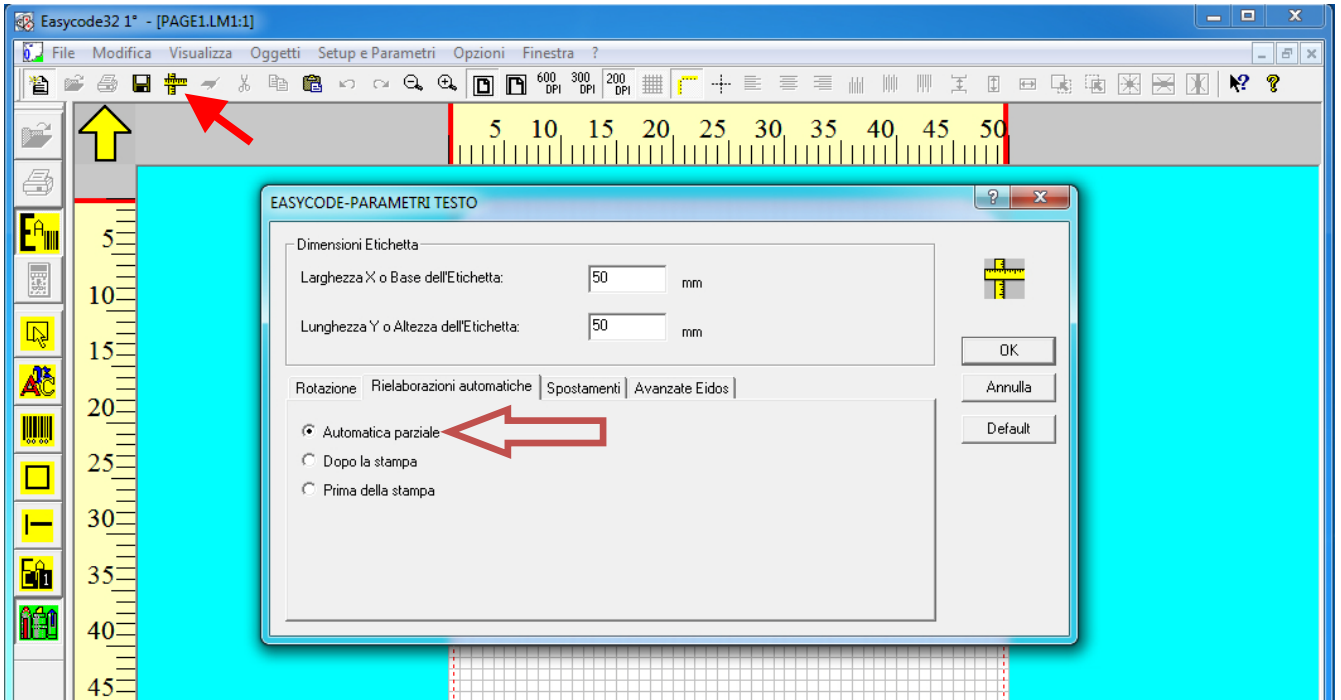 Easycode32 1° - [PAGE1.LM1:1]
File Modifica Visualizza Oggetti Setup e Parametri Opzioni Finestra ?
600 DPI 300 DPI 200 DPI
5 10 15 20 25 30 35 40 45 50
EASYCODE-PARAMETRI TESTO
Dimensioni Etichetta
Larghezza X o Base dell'Etichetta: 50 mm
Lunghezza Y o Altezza dell'Etichetta: 50 mm
OK
Rotazione Rielaborazioni automatiche Spostamenti Avanzate Eidos
Annulla
Automatica parziale
Default
Dopo la stampa
Prima della stampa
5
10
15
20
25
30
35
40
45